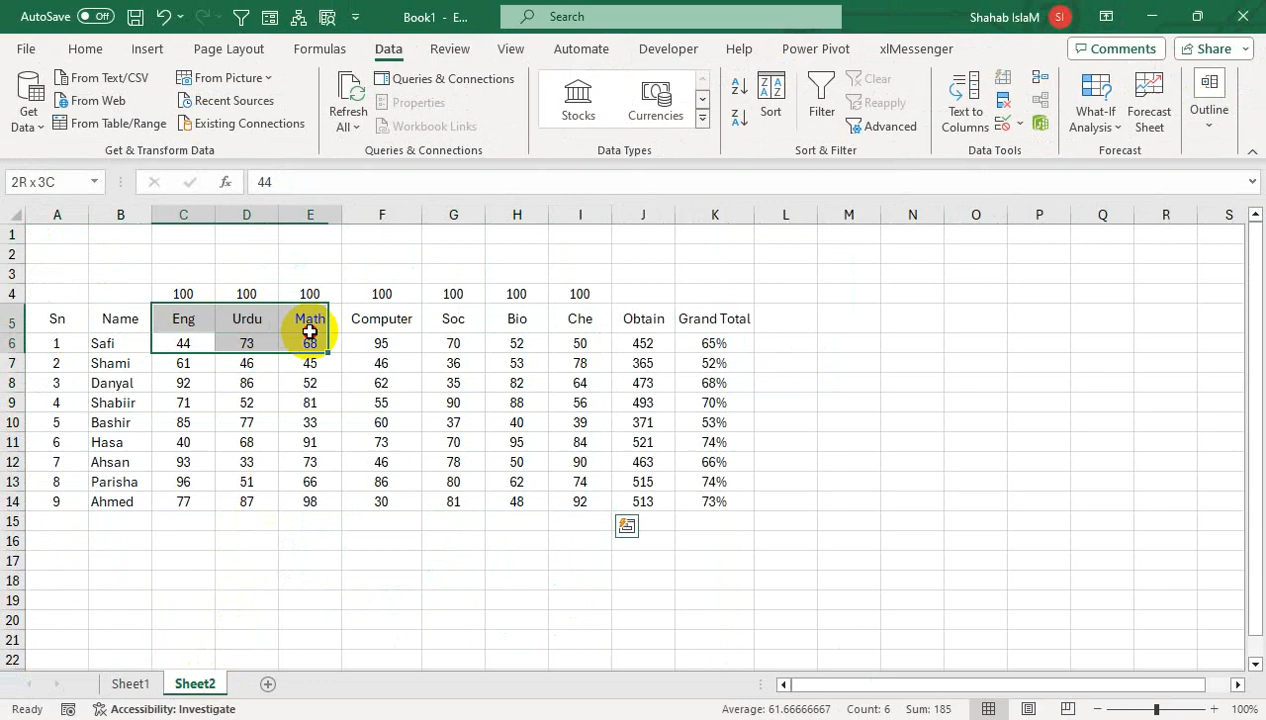 AutoSave Off Book1 - E... Search Shahab IslaM SI
File Home Insert Page Layout Formulas Data Review View Automate Developer Help Power Pivot xlMessenger Comments Share
From Text/CSV From Picture Queries & Connections Clear
From Web Recent Sources Properties Reapply
From Table/Range Existing Connections Workbook Links Advanced
Get Data Refresh All Stocks Currencies Sort Filter Text to Columns What-If Analysis Forecast Sheet Outline
Get & Transform Data Queries & Connections Data Types Sort & Filter Data Tools Forecast
2R x 3C fx 44
A B C D E F G H I J K L M N O P Q R S
1
2
3
4 100 100 100 100 100 100 100
5 Sn Name Eng Urdu Math Computer Soc Bio Che Obtain Grand Total
6 1 Safi 44 73 68 95 70 52 50 452 65%
7 2 Shami 61 46 45 46 36 53 78 365 52%
8 3 Danyal 92 86 52 62 35 82 64 473 68%
9 4 Shabiir 71 52 81 55 90 88 56 493 70%
10 5 Bashir 85 77 33 60 37 40 39 371 53%
11 6 Hasa 40 68 91 73 70 95 84 521 74%
12 7 Ahsan 93 33 73 46 78 50 90 463 66%
13 8 Parisha 96 51 66 86 80 62 74 515 74%
14 9 Ahmed 77 87 98 30 81 48 92 513 73%
15
16
17
18
19
20
21
22
Sheet1 Sheet2
Ready Accessibility: Investigate Average: 61.66666667 Count: 6 Sum: 185 100%